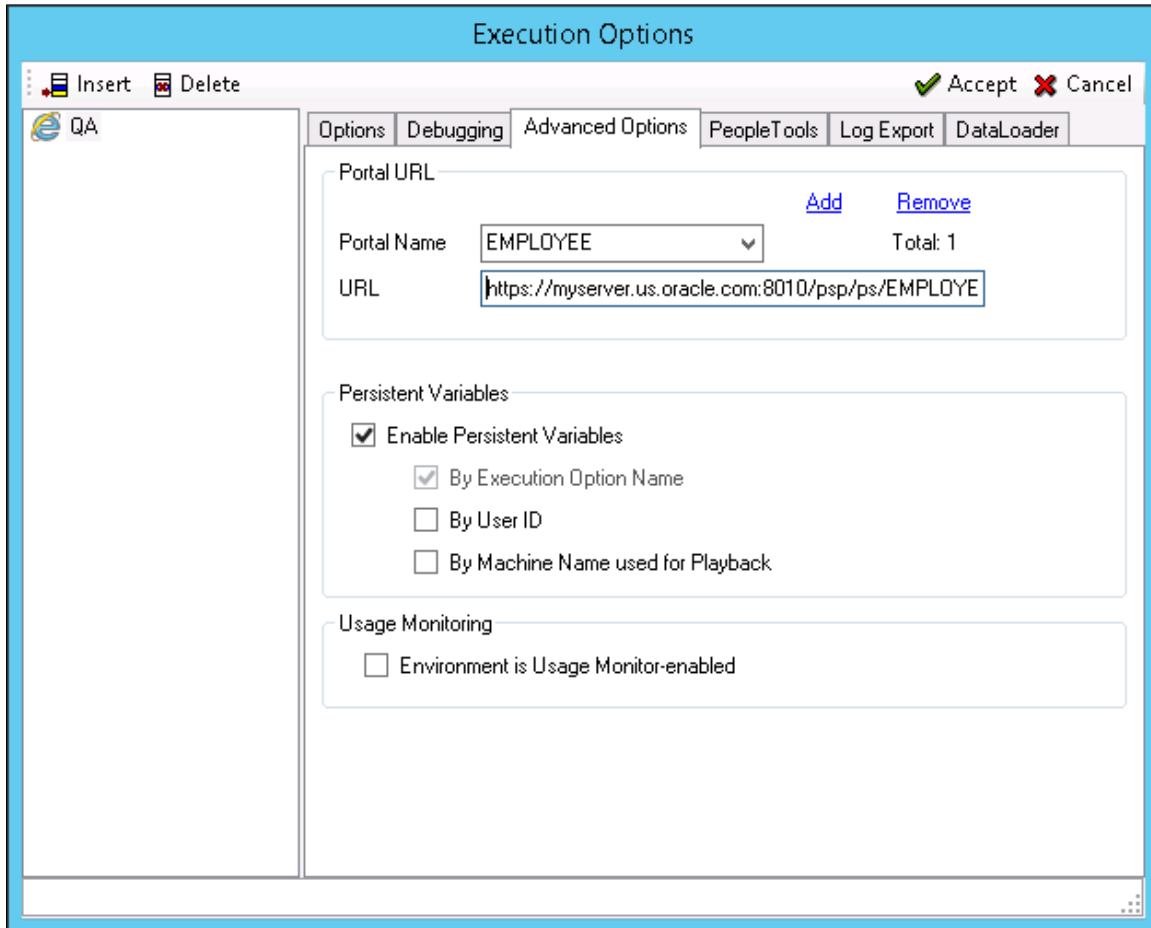 Execution Options
Insert Delete Accept Cancel
QA
Options Debugging Advanced Options PeopleTools Log Export DataLoader
Portal URL
Add Remove
Portal Name EMPLOYEE Total: 1
URL https://myserver.us.oracle.com:8010/psp/ps/EMPLOYE
Persistent Variables
Enable Persistent Variables
By Execution Option Name
By User ID
By Machine Name used for Playback
Usage Monitoring
Environment is Usage Monitor-enabled